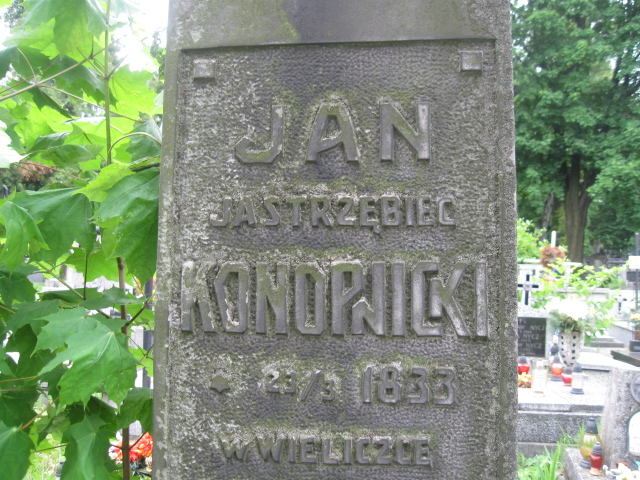 JAN
JASTRZĘBIEC
KONOPNICKI
* 23/3 1833
W WIELICZCE